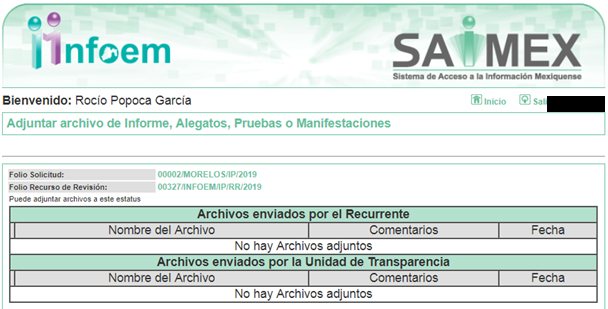 infoem
SAIMEX
Sistema de Acceso a la Información Mexiquense
Bienvenido: Rocío Popoca García
Inicio
Adjuntar archivo de Informe, Alegatos, Pruebas o Manifestaciones
Folio Solicitud: 00002/MORELOS/IP/2019
Folio Recurso de Revisión: 00327/INFOEM/IP/RR/2019
Puede adjuntar archivos a este estatus
Archivos enviados por el Recurrente
Nombre del Archivo Comentarios Fecha
No hay Archivos adjuntos
Archivos enviados por la Unidad de Transparencia
Nombre del Archivo Comentarios Fecha
No hay Archivos adjuntos